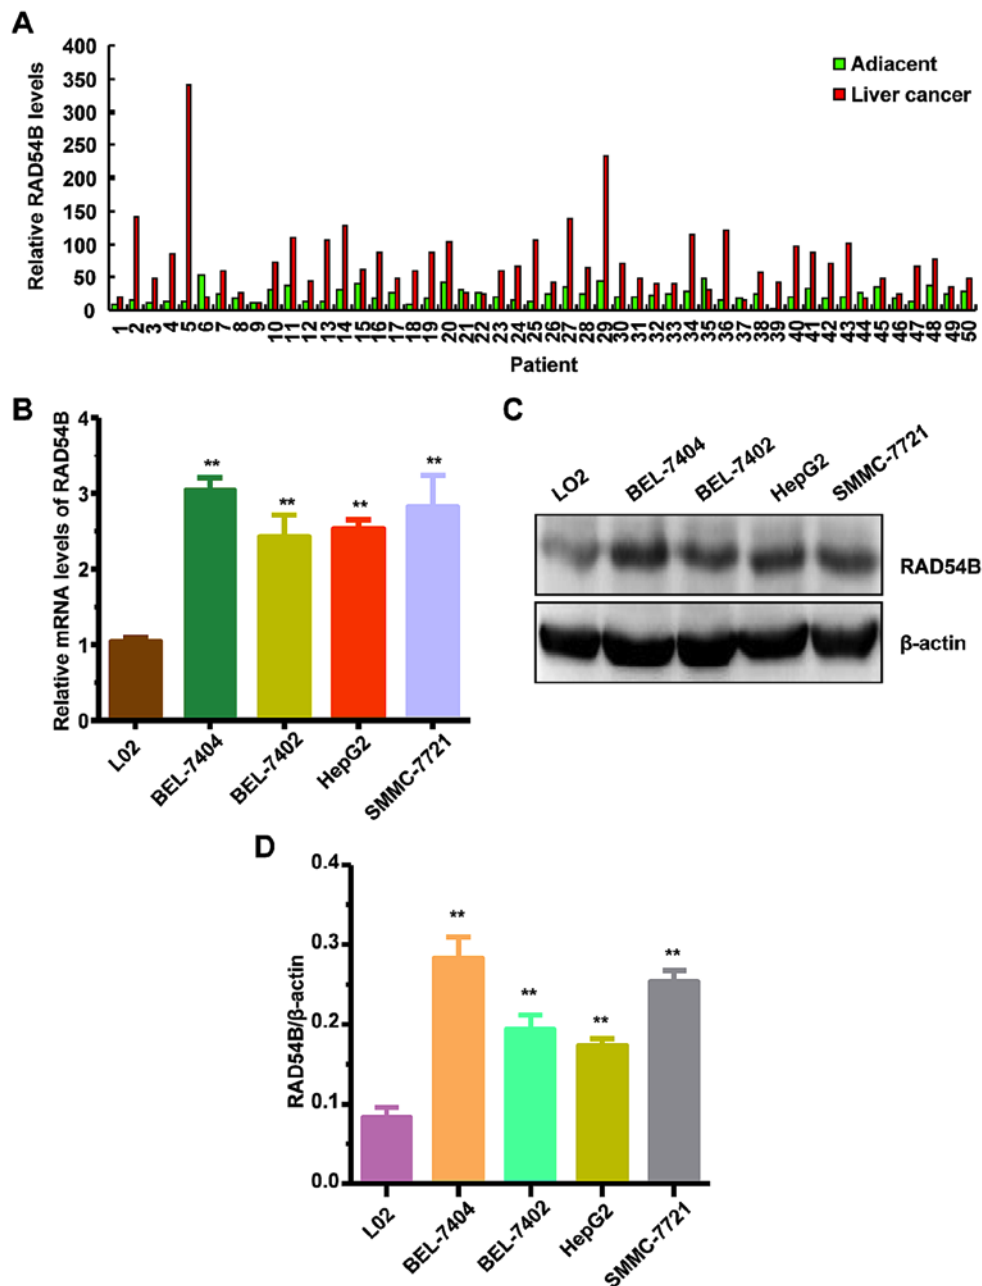 A
Relative RAD54B levels
400
350
300
250
200
150
100
50
0
Adiacent
Liver cancer
1 2 3 4 5 6 7 8 9 10 11 12 13 14 15 16 17 18 19 20 21 22 23 24 25 26 27 28 29 30 31 32 33 34 35 36 37 38 39 40 41 42 43 44 45 46 47 48 49 50
Patient
B
Relative mRNA levels of RAD54B
4
3
2
1
0
** ** ** **
L02 BEL-7404 BEL-7402 HepG2 SMMC-7721
C
LO2 BEL-7404 BEL-7402 HepG2 SMMC-7721
RAD54B
β-actin
D
RAD54B/β-actin
0.4
0.3
0.2
0.1
0.0
** ** ** **
L02 BEL-7404 BEL-7402 HepG2 SMMC-7721